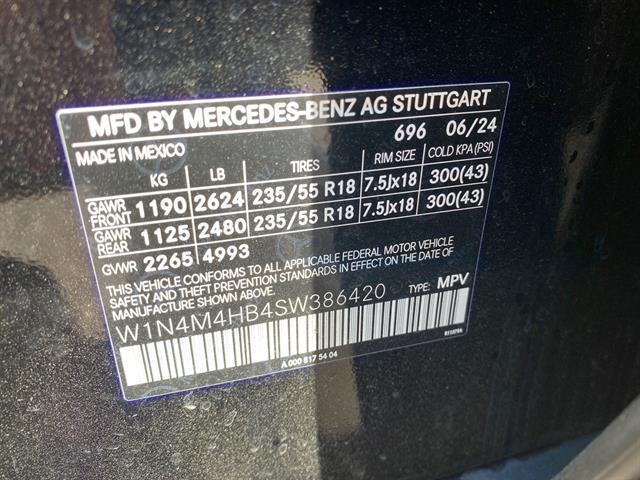 MFD BY MERCEDES-BENZ AG STUTTGART
MADE IN MEXICO 696 06/24
KG LB TIRES RIM SIZE COLD KPA (PSI)
GAWR FRONT 1190 2624 235/55 R18 7.5Jx18 300(43)
GAWR REAR 1125 2480 235/55 R18 7.5Jx18 300(43)
GVWR 2265 4993
THIS VEHICLE CONFORMS TO ALL APPLICABLE FEDERAL MOTOR VEHICLE
SAFETY AND THEFT PREVENTION STANDARDS IN EFFECT ON THE DATE OF
MANUFACTURE SHOWN ABOVE.
W1N4M4HB4SW386420 TYPE: MPV
A 000 817 54 04